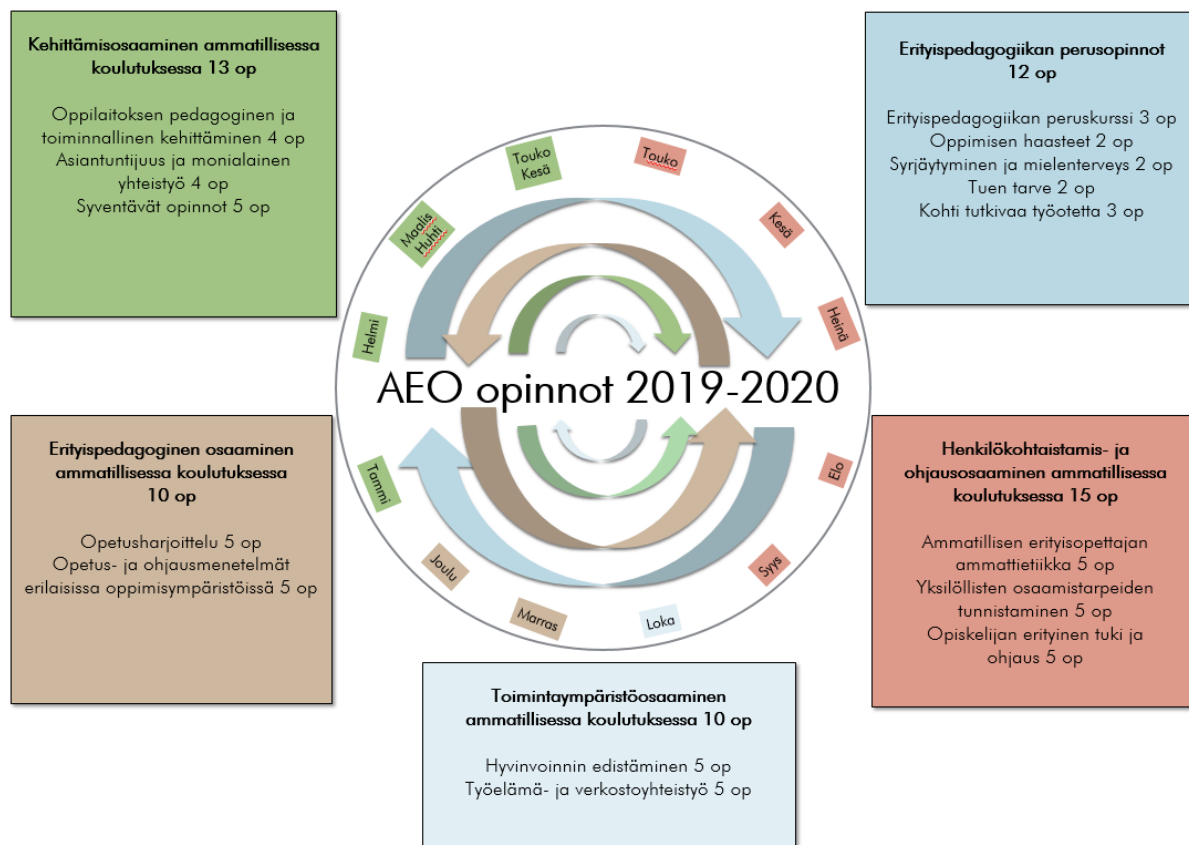 Kehittämisosaaminen ammatillisessa
koulutuksessa 13 op
Oppilaitoksen pedagoginen ja
toiminnallinen kehittäminen 4 op
Asiantuntijuus ja monialainen
yhteistyö 4 op
Syventävät opinnot 5 op
Erityispedagogiikan perusopinnot
12 op
Erityispedagogiikan peruskurssi 3 op
Oppimisen haasteet 2 op
Syrjäytyminen ja mielenterveys 2 op
Tuen tarve 2 op
Kohti tutkivaa työotetta 3 op
Touko
Kesä
Touko
Kesä
Heinä
Elo
Syys
Loka
Marras
Joulu
Tammi
Helmi
Maalis
Huhti
AEO opinnot 2019-2020
Erityispedagoginen osaaminen
ammatillisessa koulutuksessa
10 op
Opetusharjoittelu 5 op
Opetus- ja ohjausmenetelmät
erilaisissa oppimisympäristöissä 5 op
Henkilökohtaistamis- ja
ohjausosaaminen ammatillisessa
koulutuksessa 15 op
Ammatillisen erityisopettajan
ammattietiikka 5 op
Yksilöllisten osaamistarpeiden
tunnistaminen 5 op
Opiskelijan erityinen tuki ja
ohjaus 5 op
Toimintaympäristöosaaminen
ammatillisessa koulutuksessa 10 op
Hyvinvoinnin edistäminen 5 op
Työelämä- ja verkostoyhteistyö 5 op